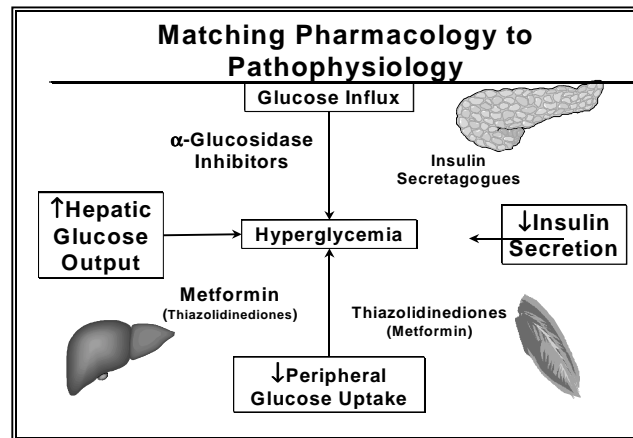 Matching Pharmacology to
Pathophysiology
Glucose Influx
α-Glucosidase
Inhibitors
Insulin
Secretagogues
↑Hepatic
Glucose
Output
Hyperglycemia
↓Insulin
Secretion
Metformin
(Thiazolidinediones)
Thiazolidinediones
(Metformin)
↓Peripheral
Glucose Uptake